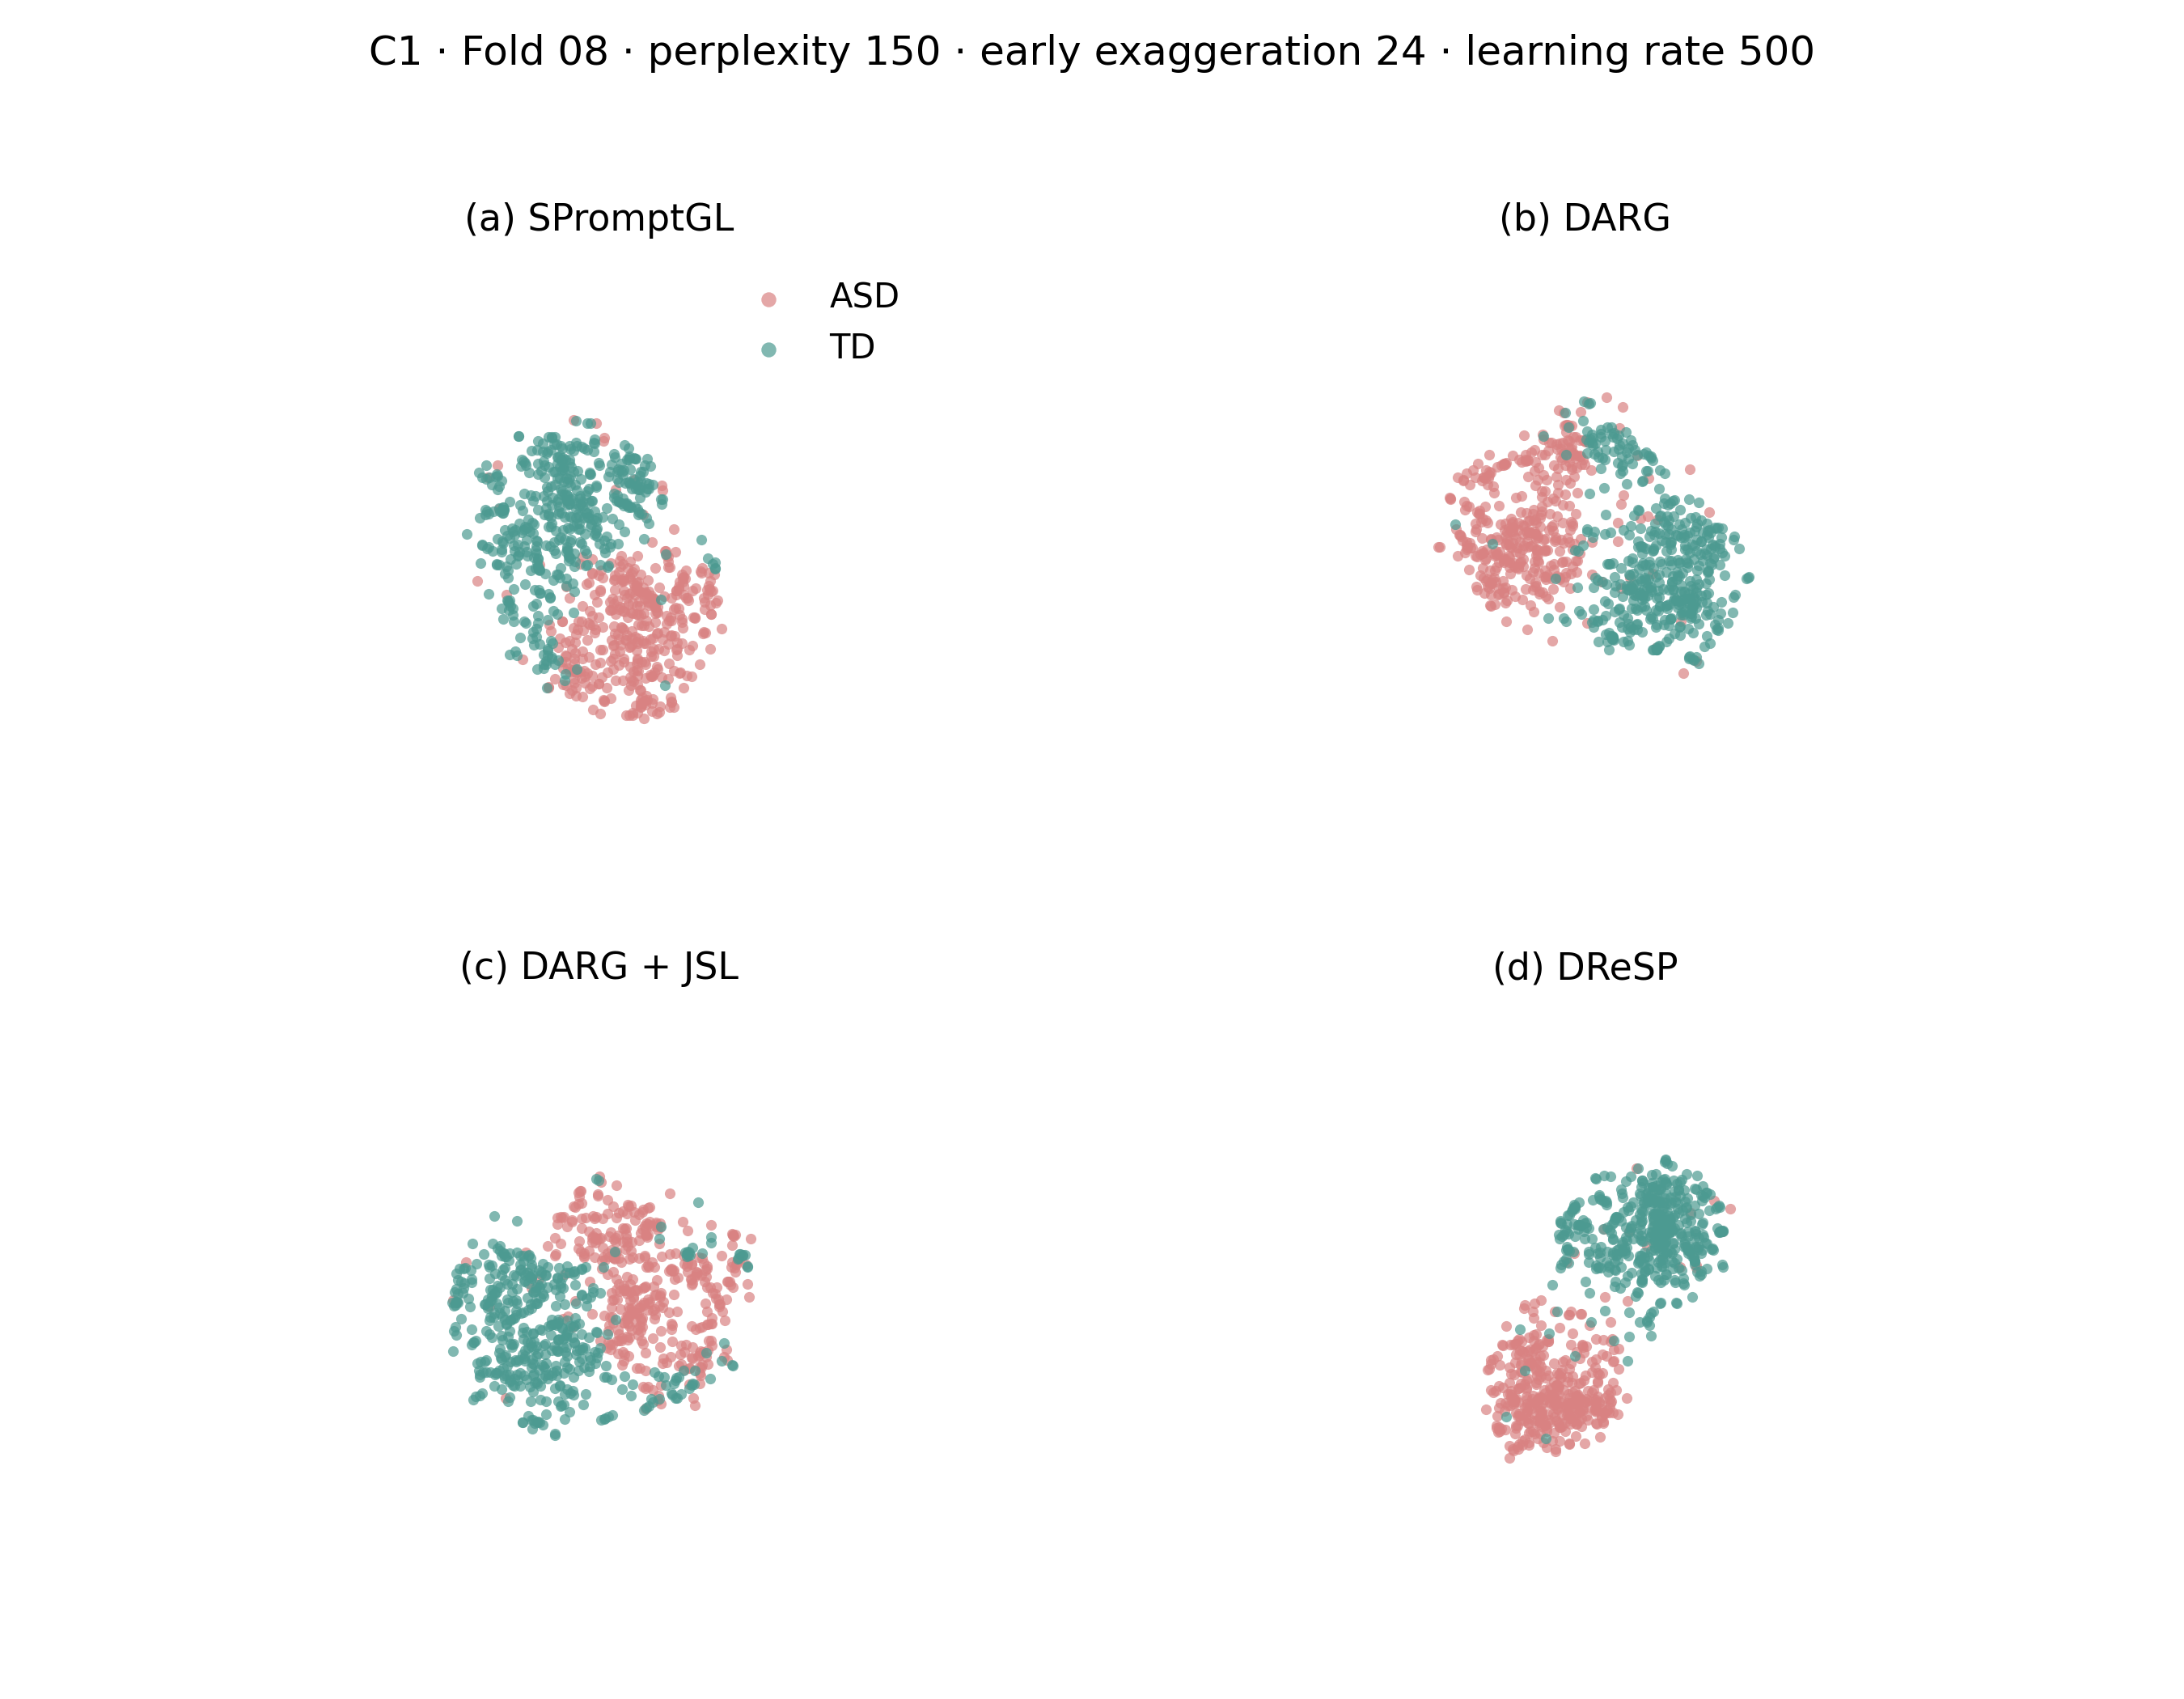 C1 · Fold 08 · perplexity 150 · early exaggeration 24 · learning rate 500
(a) SPromptGL
(b) DARG
ASD
TD
(c) DARG + JSL
(d) DReSP